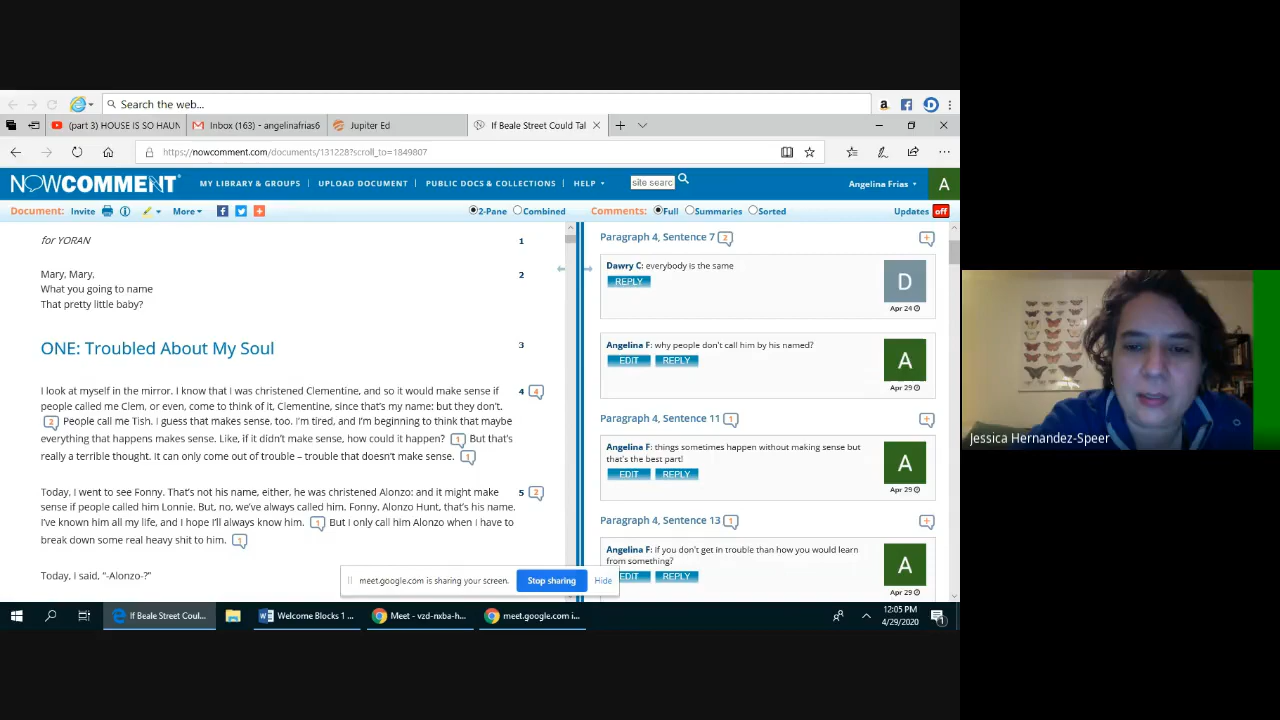 Search the web...
(part 3) HOUSE IS SO HAUN
Inbox (163) - angelinafrias6
Jupiter Ed
If Beale Street Could Tal
https://nowcomment.com/documents/131228?scroll_to=1849807
NOWCOMMENT
MY LIBRARY & GROUPS
UPLOAD DOCUMENT
PUBLIC DOCS & COLLECTIONS
HELP
site searc
Angelina Frias
A
Document:
Invite
More
2-Pane
Combined
Comments:
Full
Summaries
Sorted
Updates
off
for YORAN
1
Mary, Mary,
2
What you going to name
That pretty little baby?
ONE: Troubled About My Soul
3
I look at myself in the mirror. I know that I was christened Clementine, and so it would make sense if
4
4
people called me Clem, or even, come to think of it, Clementine, since that's my name: but they don't.
2 People call me Tish. I guess that makes sense, too. I'm tired, and I'm beginning to think that maybe
everything that happens makes sense. Like, if it didn't make sense, how could it happen? 1 But that's
really a terrible thought. It can only come out of trouble – trouble that doesn't make sense. 1
Today, I went to see Fonny. That's not his name, either, he was christened Alonzo: and it might make
5
2
sense if people called him Lonnie. But, no, we've always called him. Fonny. Alonzo Hunt, that's his name.
I've known him all my life, and I hope I'll always know him. 1 But I only call him Alonzo when I have to
break down some real heavy shit to him. 1
Today, I said, "-Alonzo-?"
Paragraph 4, Sentence 7 2
Dawry C: everybody is the same
REPLY
D
Apr 24
Angelina F: why people don't call him by his named?
EDIT
REPLY
A
Apr 29
Paragraph 4, Sentence 11 1
Angelina F: things sometimes happen without making sense but
that's the best part!
EDIT
REPLY
A
Apr 29
Paragraph 4, Sentence 13 1
Angelina F: if you don't get in trouble than how you would learn
from something?
EDIT
REPLY
A
Apr 29
meet.google.com is sharing your screen.
Stop sharing
Hide
If Beale Street Coul...
Welcome Blocks 1 ...
Meet - vzd-nxba-h...
meet.google.com i...
12:05 PM
4/29/2020
1
Jessica Hernandez-Speer